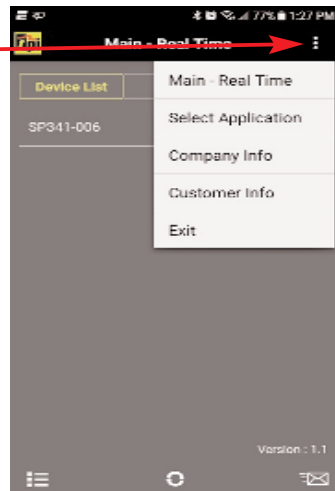 77% 1:27 PM
tpi Main - Real Time
Device List
SP341-006
Main - Real Time
Select Application
Company Info
Customer Info
Exit
Version : 1.1